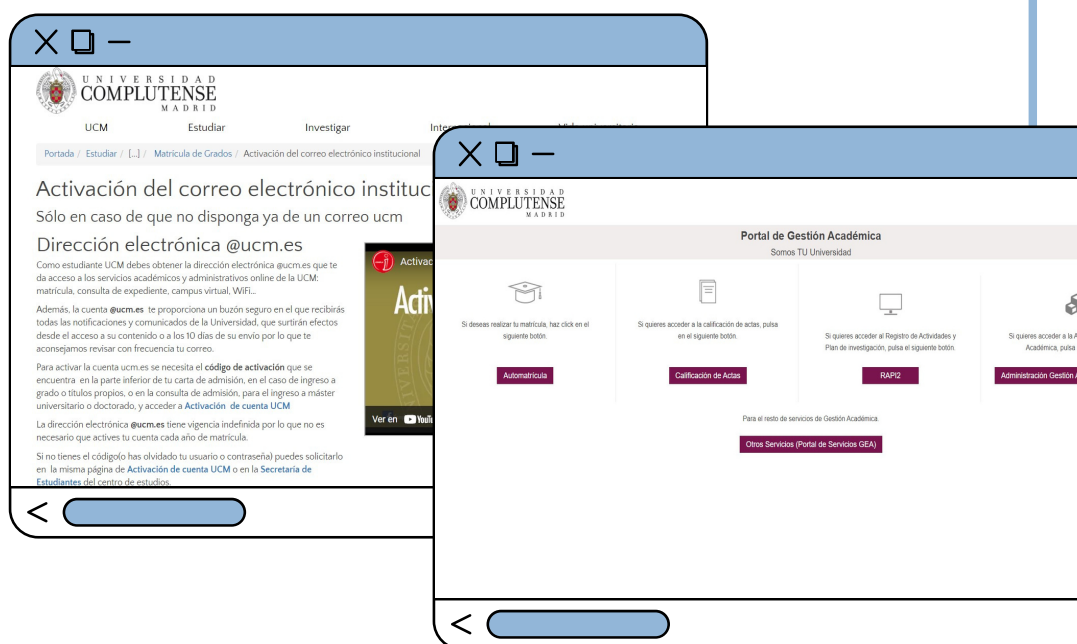 UNIVERSIDAD
COMPLUTENSE
MADRID
UCM Estudiar Investigar
Portada / Estudiar / [...] / Matrícula de Grados / Activación del correo electrónico institucional
Activación del correo electrónico instituc
Sólo en caso de que no disponga ya de un correo ucm
Dirección electrónica @ucm.es
Como estudiante UCM debes obtener la dirección electrónica @ucm.es que te
da acceso a los servicios académicos y administrativos online de la UCM:
matrícula, consulta de expediente, campus virtual, WiFi...
Además, la cuenta @ucm.es te proporciona un buzón seguro en el que recibirás
todas las notificaciones y comunicados de la Universidad, que surtirán efectos
desde el acceso a su contenido o a los 10 días de su envío por lo que te
aconsejamos revisar con frecuencia tu correo.
Para activar la cuenta ucm.es se necesita el código de activación que se
encuentra en la parte inferior de tu carta de admisión, en el caso de ingreso a
grado o títulos propios, o en la consulta de admisión, para el ingreso a máster
universitario o doctorado, y acceder a Activación de cuenta UCM
La dirección electrónica @ucm.es tiene vigencia indefinida por lo que no es
necesario que actives tu cuenta cada año de matrícula.
Si no tienes el código(o has olvidado tu usuario o contraseña) puedes solicitarlo
en la misma página de Activación de cuenta UCM o en la Secretaría de
Estudiantes del centro de estudios.
Activac
Activ
Ver en YouTu
UNIVERSIDAD
COMPLUTENSE
MADRID
Portal de Gestión Académica
Somos TU Universidad
Si deseas realizar tu matrícula, haz click en el
siguiente botón.
Automatrícula
Si quieres acceder a la calificación de actas, pulsa
en el siguiente botón.
Calificación de Actas
Si quieres acceder al Registro de Actividades y
Plan de investigación, pulsa el siguiente botón.
RAPI2
Si quieres acceder a la A
Académica, pulsa
Administración Gestión A
Para el resto de servicios de Gestión Académica.
Otros Servicios (Portal de Servicios GEA)